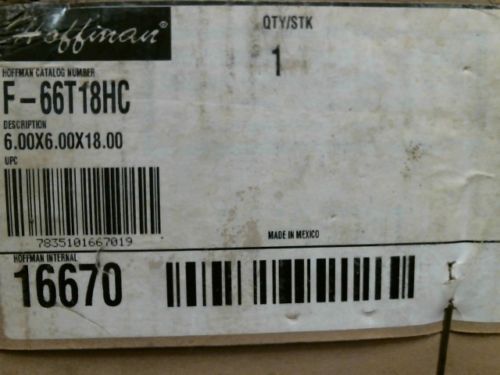 Hoffman®
QTY/STK
1
HOFFMAN CATALOG NUMBER
F-66T18HC
DESCRIPTION
6.00X6.00X18.00
UPC
7835101667019
MADE IN MEXICO
HOFFMAN INTERNAL
16670